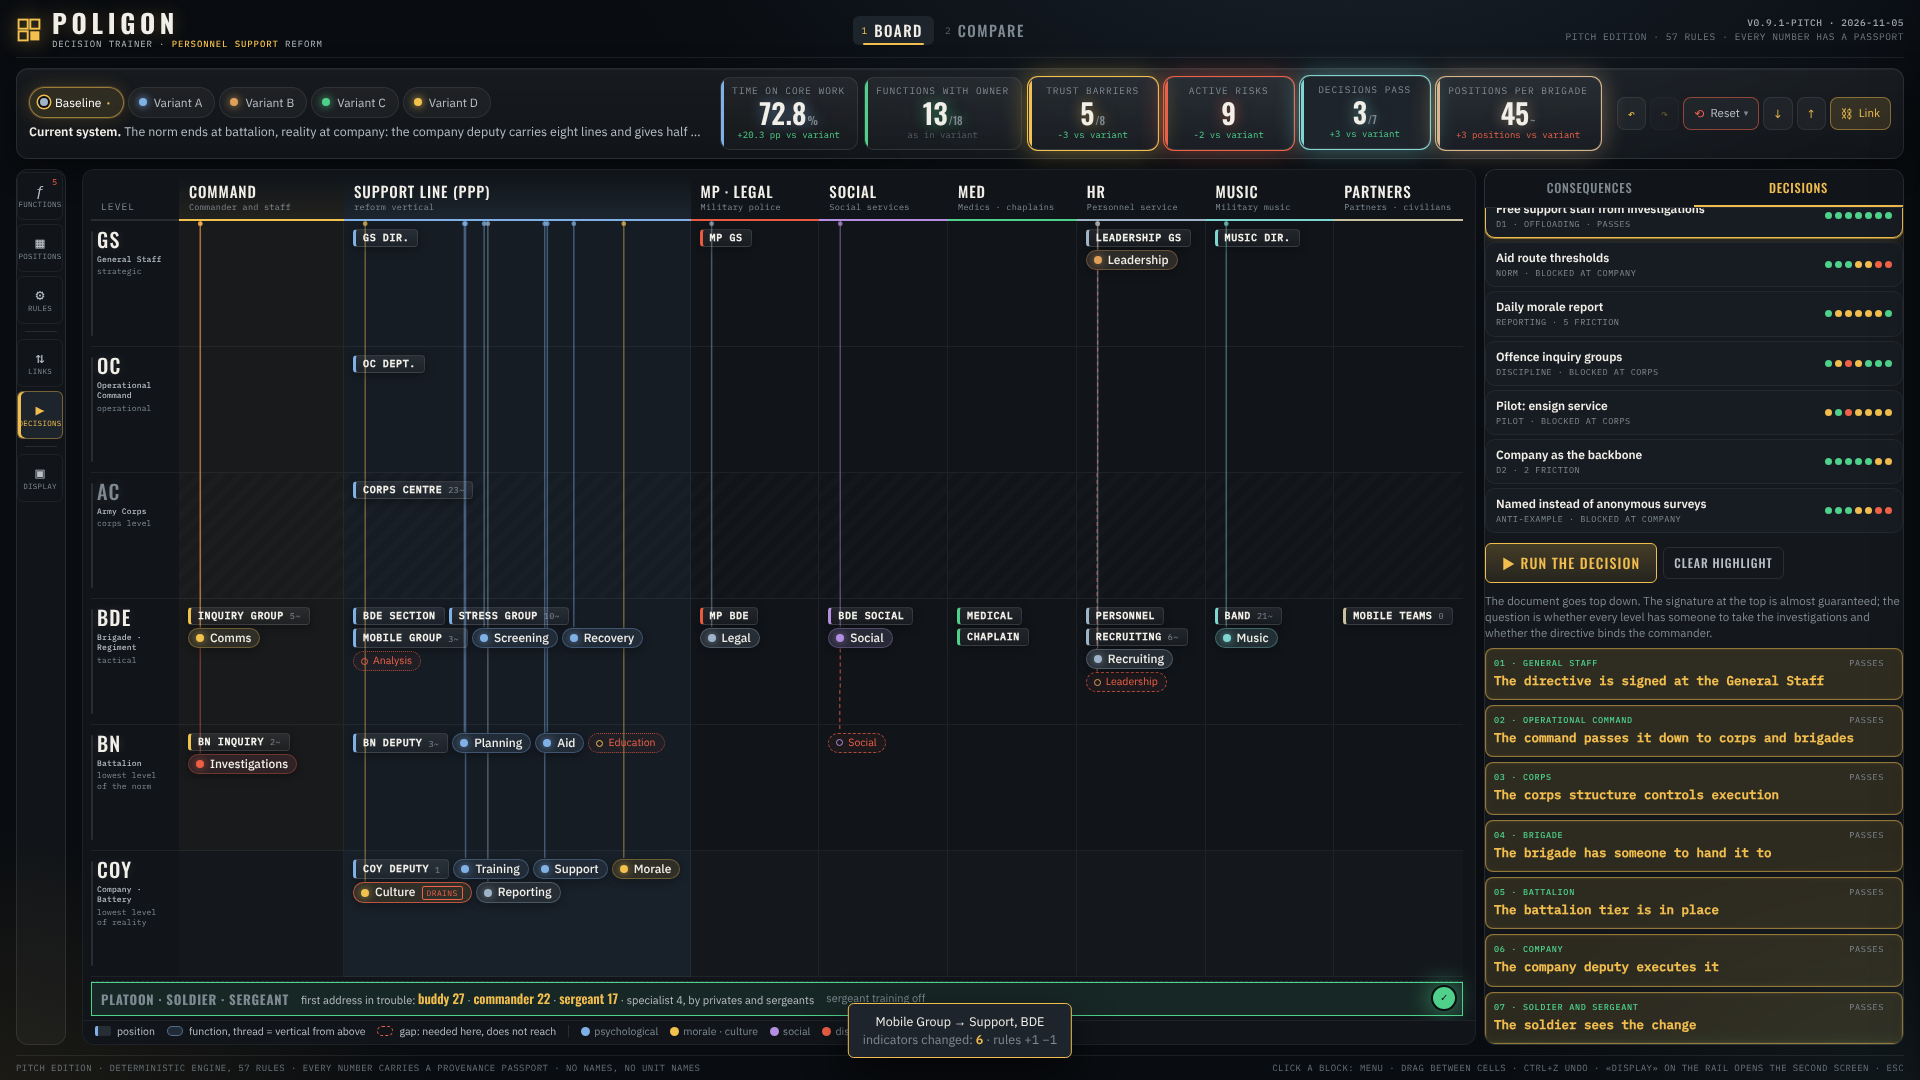 POLIGON
DECISION TRAINER · PERSONNEL SUPPORT REFORM
1 BOARD
2 COMPARE
V0.9.1-PITCH · 2026-11-05
PITCH EDITION · 57 RULES · EVERY NUMBER HAS A PASSPORT
Baseline ·
Variant A
Variant B
Variant C
Variant D
Current system. The norm ends at battalion, reality at company: the company deputy carries eight lines and gives half ...
TIME ON CORE WORK
72.8%
+20.3 pp vs variant
FUNCTIONS WITH OWNER
13/18
as in variant
TRUST BARRIERS
5/8
-3 vs variant
ACTIVE RISKS
9
-2 vs variant
DECISIONS PASS
3/7
+3 vs variant
POSITIONS PER BRIGADE
45~
+3 positions vs variant
↶
↷
⟲ Reset ▾
↓
↑
Link
ƒ 5
FUNCTIONS
POSITIONS
RULES
LINKS
DECISIONS
DISPLAY
LEVEL
COMMAND
Commander and staff
SUPPORT LINE (PPP)
reform vertical
MP · LEGAL
Military police
SOCIAL
Social services
MED
Medics · chaplains
HR
Personnel service
MUSIC
Military music
PARTNERS
Partners · civilians
GS
General Staff
strategic
GS DIR.
MP GS
LEADERSHIP GS
Leadership
MUSIC DIR.
OC
Operational
Command
operational
OC DEPT.
AC
Army Corps
corps level
CORPS CENTRE 23~
BDE
Brigade ·
Regiment
tactical
INQUIRY GROUP 5~
Comms
BDE SECTION
STRESS GROUP 10~
MOBILE GROUP 3~
Screening
Recovery
Analysis
MP BDE
Legal
BDE SOCIAL
Social
MEDICAL
CHAPLAIN
PERSONNEL
RECRUITING 6~
Recruiting
Leadership
BAND 21~
Music
MOBILE TEAMS 0
BN
Battalion
lowest level
of the norm
BN INQUIRY 2~
Investigations
BN DEPUTY 3~
Planning
Aid
Education
Social
COY
Company ·
Battery
lowest level
of reality
COY DEPUTY 1
Training
Support
Morale
Culture DRAINS
Reporting
PLATOON · SOLDIER · SERGEANT
first address in trouble: buddy 27 · commander 22 · sergeant 17 · specialist 4, by privates and sergeants
sergeant training off
✓
position
function, thread = vertical from above
gap: needed here, does not reach
psychological
morale · culture
social
Mobile Group → Support, BDE
indicators changed: 6 · rules +1 −1
CONSEQUENCES
DECISIONS
Free support staff from investigations
D1 · OFFLOADING · PASSES
Aid route thresholds
NORM · BLOCKED AT COMPANY
Daily morale report
REPORTING · 5 FRICTION
Offence inquiry groups
DISCIPLINE · BLOCKED AT CORPS
Pilot: ensign service
PILOT · BLOCKED AT CORPS
Company as the backbone
D2 · 2 FRICTION
Named instead of anonymous surveys
ANTI-EXAMPLE · BLOCKED AT COMPANY
▶ RUN THE DECISION
CLEAR HIGHLIGHT
The document goes top down. The signature at the top is almost guaranteed; the
question is whether every level has someone to take the investigations and
whether the directive binds the commander.
01 · GENERAL STAFF PASSES
The directive is signed at the General Staff
02 · OPERATIONAL COMMAND PASSES
The command passes it down to corps and brigades
03 · CORPS PASSES
The corps structure controls execution
04 · BRIGADE PASSES
The brigade has someone to hand it to
05 · BATTALION PASSES
The battalion tier is in place
06 · COMPANY PASSES
The company deputy executes it
07 · SOLDIER AND SERGEANT PASSES
The soldier sees the change
PITCH EDITION · DETERMINISTIC ENGINE, 57 RULES · EVERY NUMBER CARRIES A PROVENANCE PASSPORT · NO NAMES, NO UNIT NAMES
CLICK A BLOCK: MENU · DRAG BETWEEN CELLS · CTRL+Z UNDO · «DISPLAY» ON THE RAIL OPENS THE SECOND SCREEN · ESC